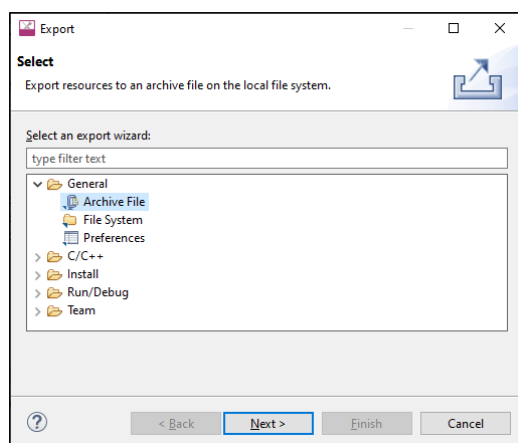 Export
Select
Export resources to an archive file on the local file system.
Select an export wizard:
type filter text
General
Archive File
File System
Preferences
C/C++
Install
Run/Debug
Team
? < Back Next > Finish Cancel